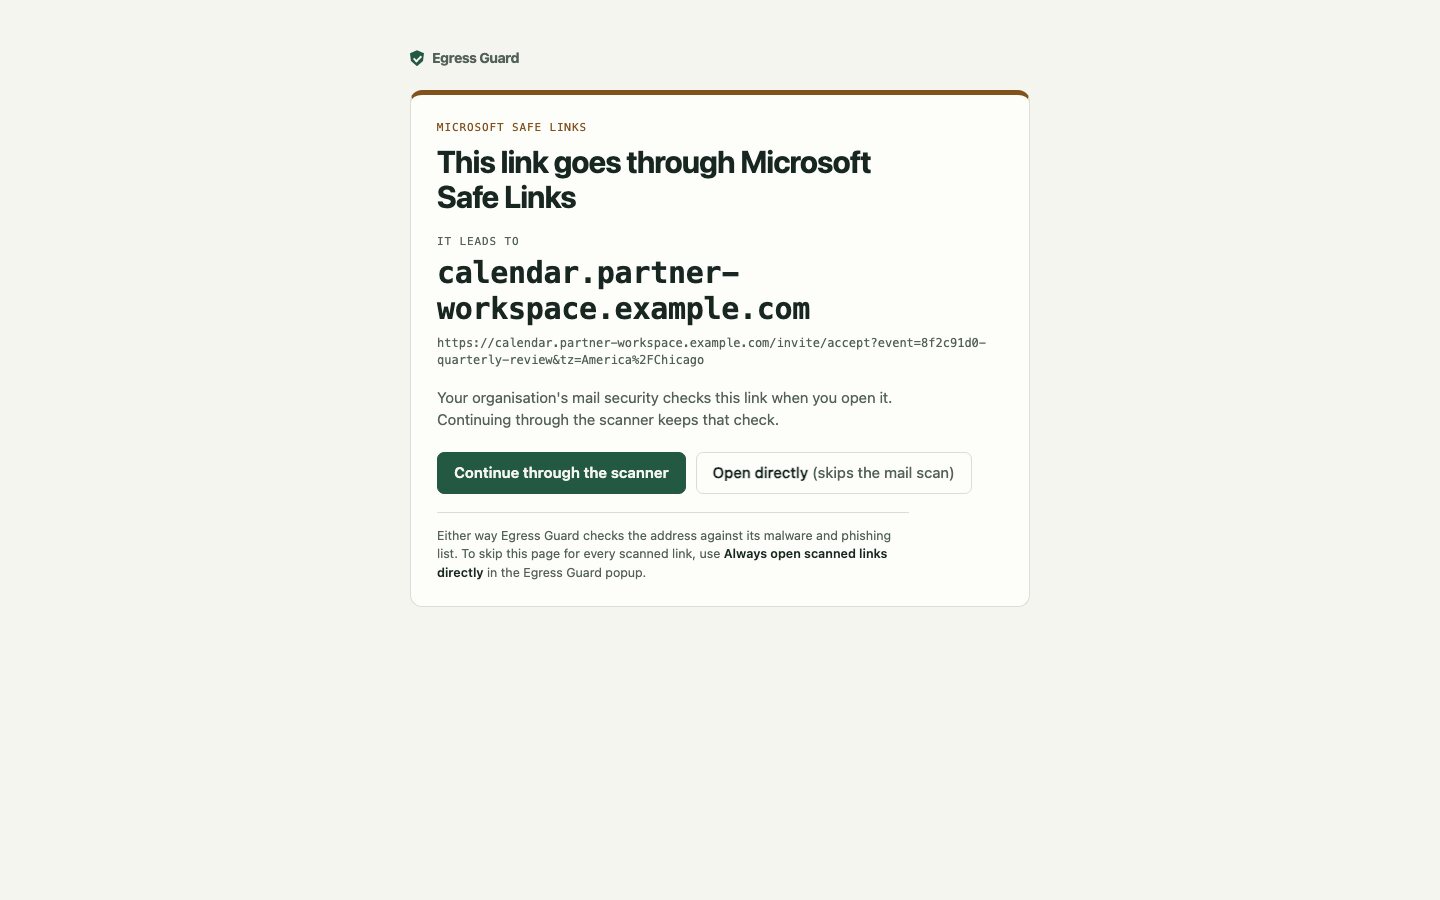 Egress Guard
MICROSOFT SAFE LINKS
This link goes through Microsoft
Safe Links
IT LEADS TO
calendar.partner-
workspace.example.com
https://calendar.partner-workspace.example.com/invite/accept?event=8f2c91d0-
quarterly-review&tz=America%2FChicago
Your organisation's mail security checks this link when you open it.
Continuing through the scanner keeps that check.
Continue through the scanner
Open directly (skips the mail scan)
Either way Egress Guard checks the address against its malware and phishing
list. To skip this page for every scanned link, use Always open scanned links
directly in the Egress Guard popup.